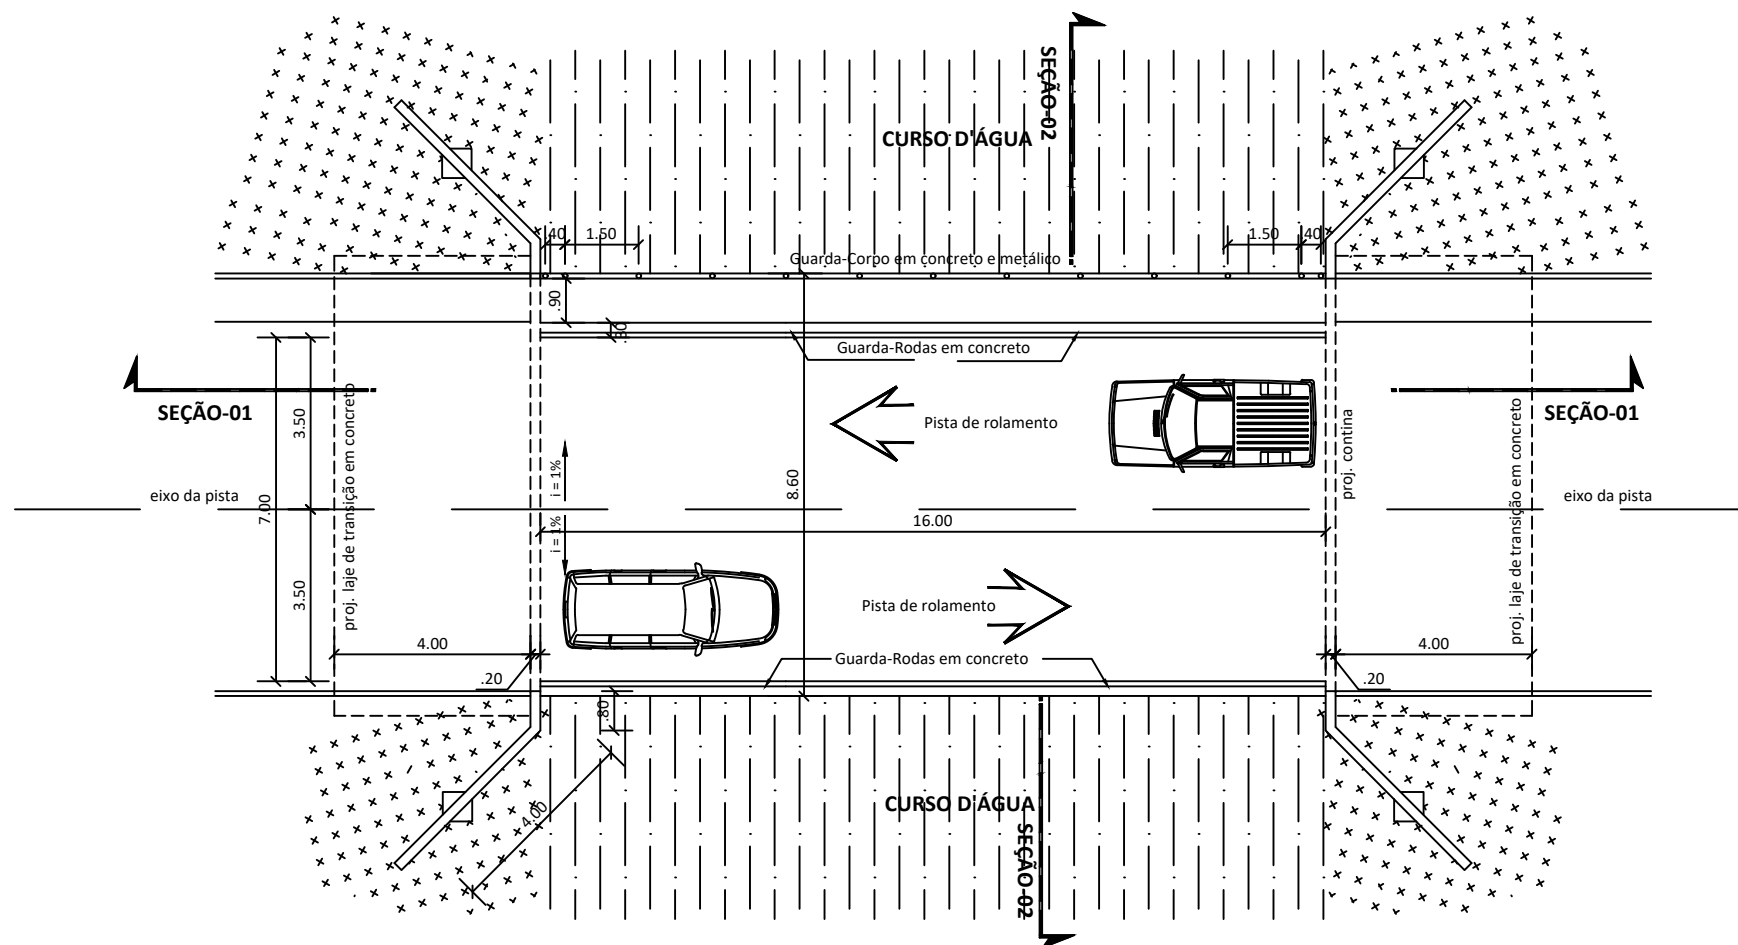 SEÇÃO-02
CURSO D'ÁGUA
.40
1.50
1.50
.40
Guarda-Corpo em concreto e metálico
.90
.30
Guarda-Rodas em concreto
SEÇÃO-01
SEÇÃO-01
3.50
proj. laje de transição em concreto
Pista de rolamento
proj. contina
proj. laje de transição em concreto
i = 1%
8.60
eixo da pista
7.00
eixo da pista
16.00
i = 1%
3.50
Pista de rolamento
4.00
Guarda-Rodas em concreto
4.00
.20
.20
.80
4.00
CURSO D'ÁGUA
SEÇÃO-02